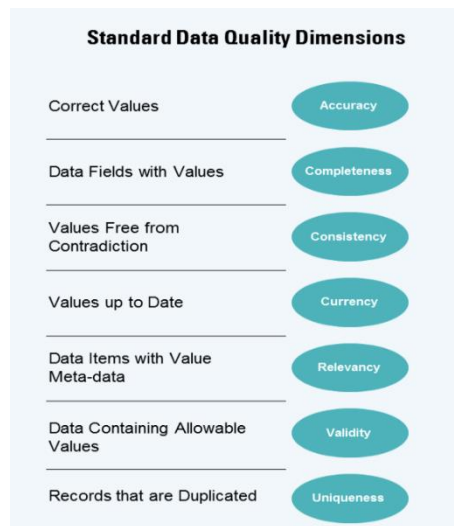 Standard Data Quality Dimensions
Correct Values
Accuracy
Data Fields with Values
Completeness
Values Free from
Contradiction
Consistency
Values up to Date
Currency
Data Items with Value
Meta-data
Relevancy
Data Containing Allowable
Values
Validity
Records that are Duplicated
Uniqueness